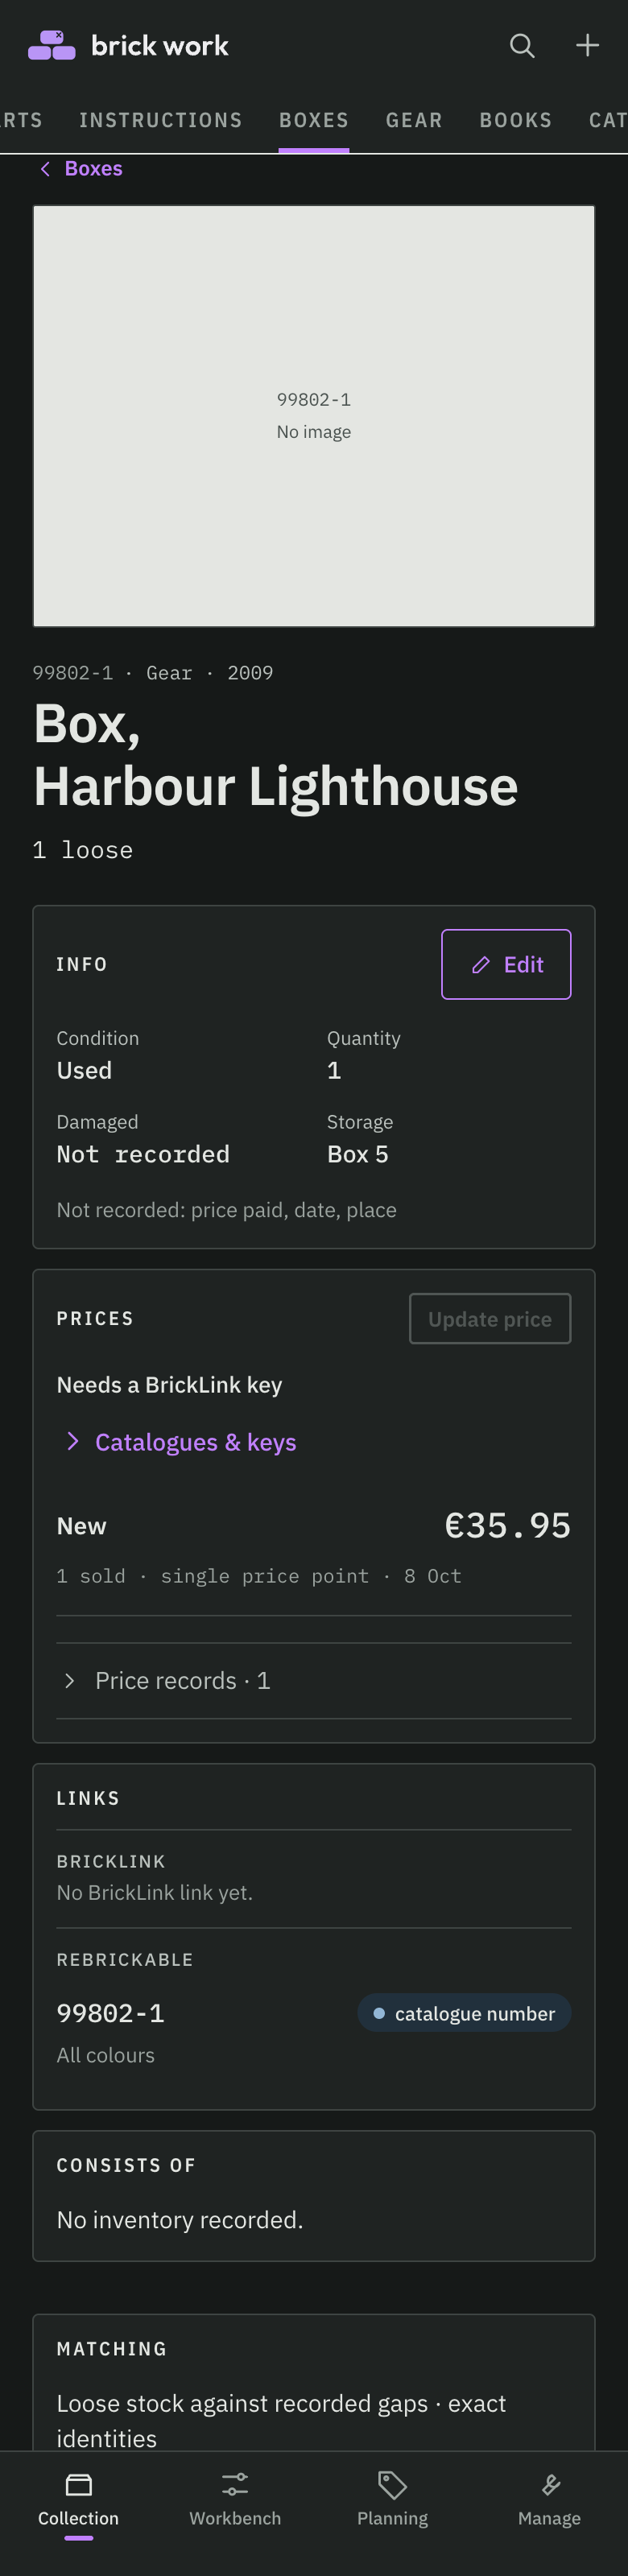 brick work
RTS INSTRUCTIONS BOXES GEAR BOOKS CAT
Boxes
99802-1
No image
99802-1 · Gear · 2009
Box,
Harbour Lighthouse
1 loose
INFO
Edit
Condition Quantity
Used 1
Damaged Storage
Not recorded Box 5
Not recorded: price paid, date, place
PRICES
Update price
Needs a BrickLink key
Catalogues & keys
New €35.95
1 sold · single price point · 8 Oct
Price records · 1
LINKS
BRICKLINK
No BrickLink link yet.
REBRICKABLE
99802-1 catalogue number
All colours
CONSISTS OF
No inventory recorded.
MATCHING
Loose stock against recorded gaps · exact
identities
Collection Workbench Planning Manage